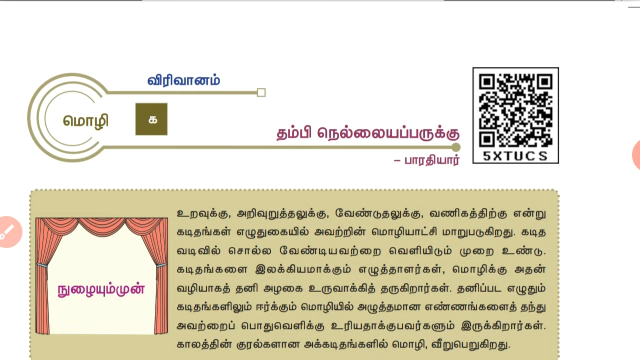 விரிவானம்
மொழி
௧
தம்பி நெல்லையப்பருக்கு
– பாரதியார்
5XTUCS
நுழையும்முன்
உறவுக்கு, அறிவுறுத்தலுக்கு, வேண்டுதலுக்கு, வணிகத்திற்கு என்று
கடிதங்கள் எழுதுகையில் அவற்றின் மொழியாட்சி மாறுபடுகிறது. கடித
வடிவில் சொல்ல வேண்டியவற்றை வெளியிடும் முறை உண்டு.
கடிதங்களை இலக்கியமாக்கும் எழுத்தாளர்கள், மொழிக்கு அதன்
வழியாகத் தனி அழகை உருவாக்கித் தருகிறார்கள். தனிப்பட எழுதும்
கடிதங்களிலும் ஈர்க்கும் மொழியில் அழுத்தமான எண்ணங்களைத் தந்து
அவற்றைப் பொதுவெளிக்கு உரியதாக்குபவர்களும் இருக்கிறார்கள்.
காலத்தின் குரல்களான அக்கடிதங்களில் மொழி, வீறுபெறுகிறது.